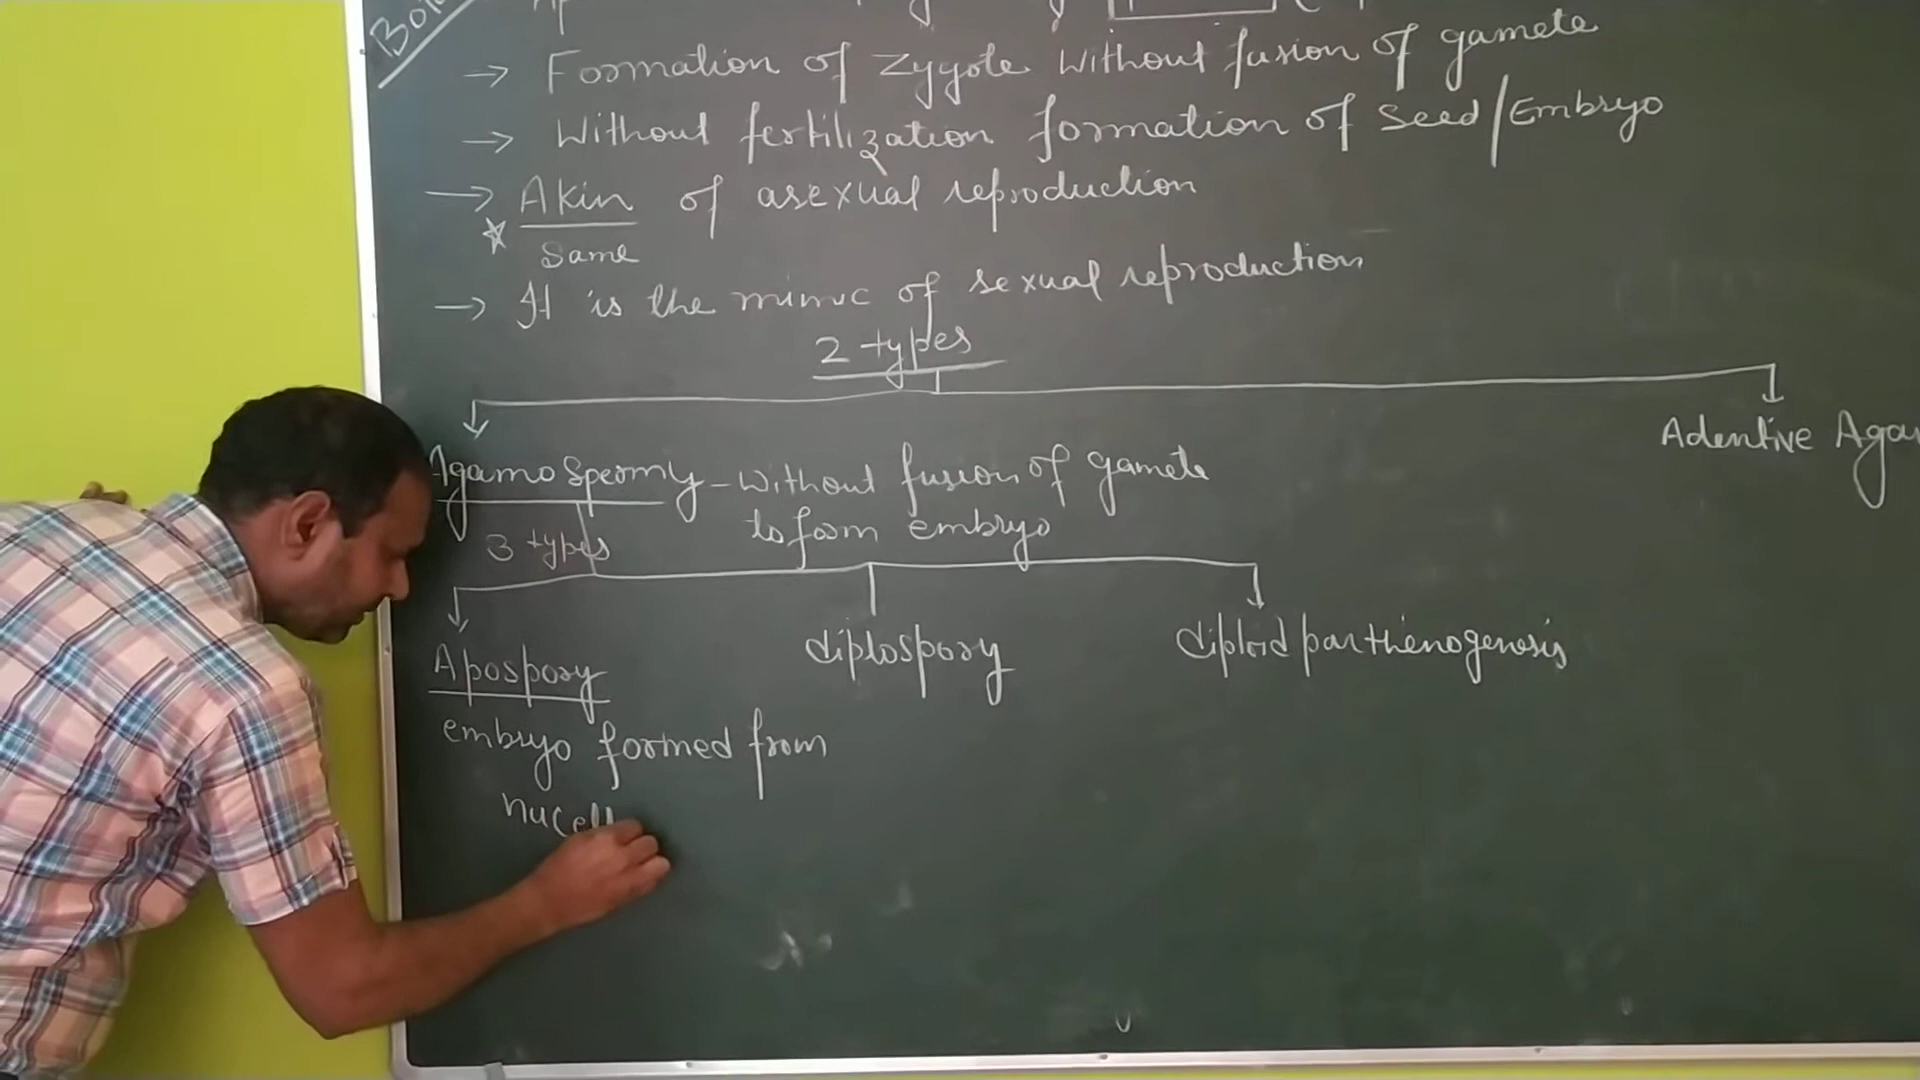 → Formation of Zygote Without fusion of gamete
→ Without fertilization formation of Seed/Embryo
→ Akin of asexual reproduction
Same
→ It is the mimic of sexual reproduction
2 types
Agamospermy - Without fusion of gamete
to form embryo
Adentive
3 types
Apospory
diplospory
diploid parthenogenesis
embryo formed from
nucell